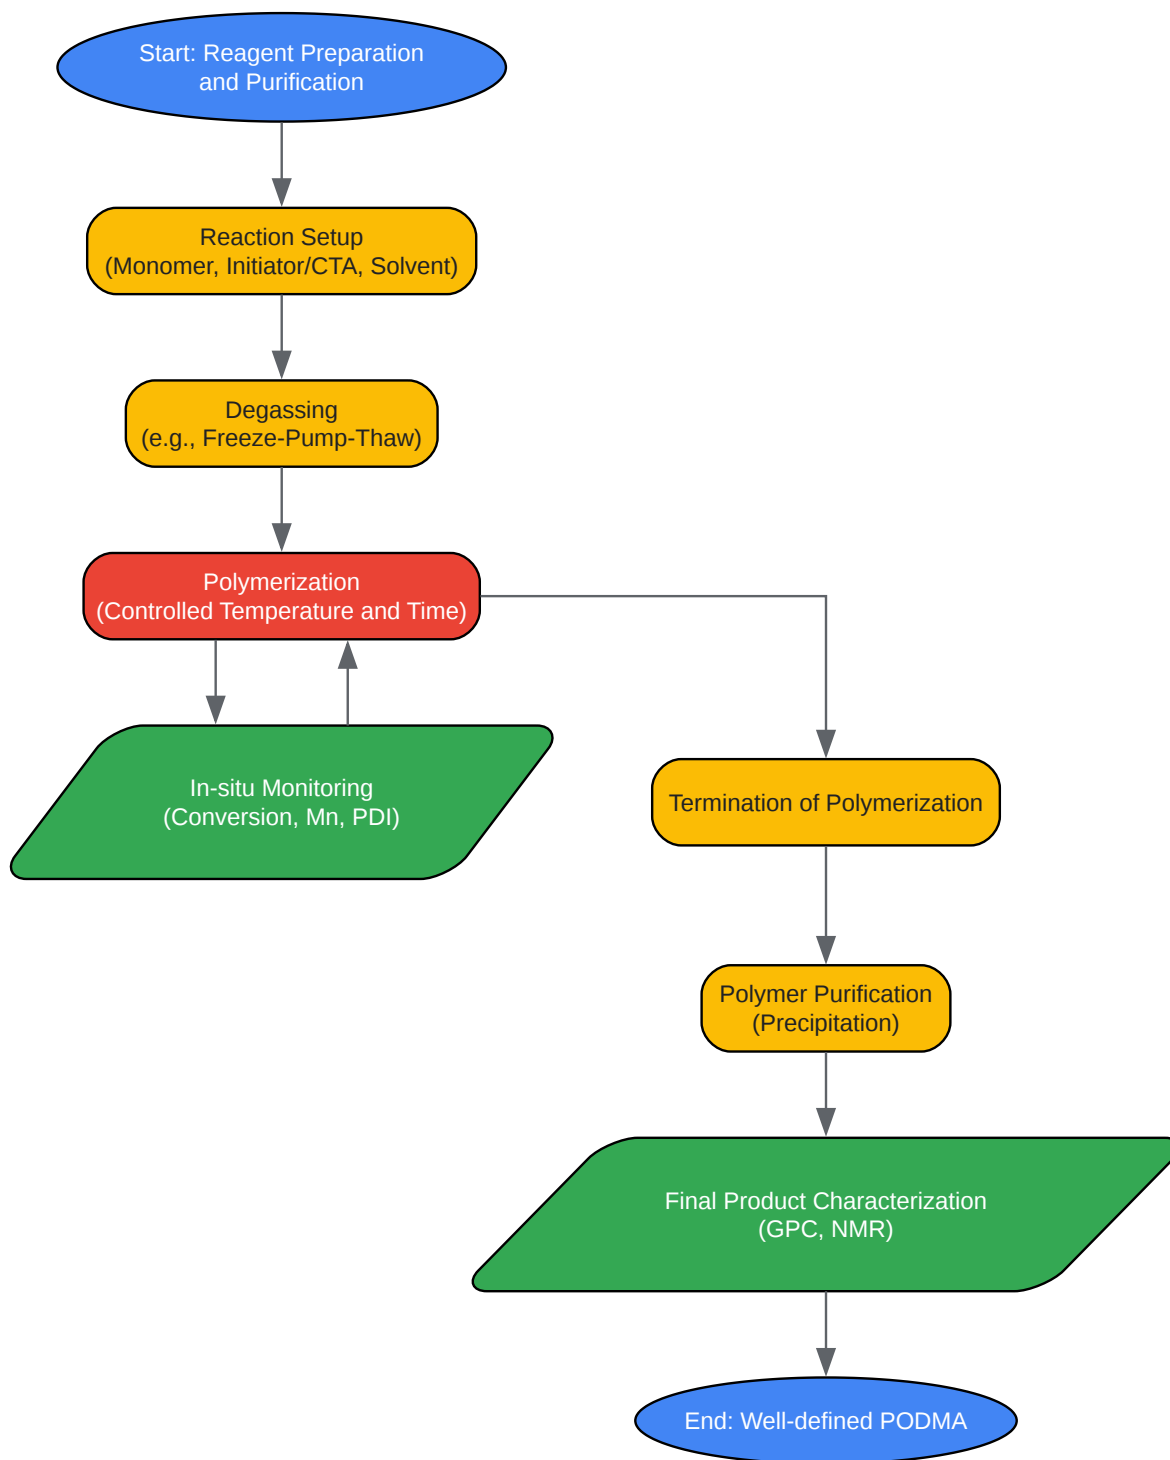 Start: Reagent Preparation
and Purification
Reaction Setup
(Monomer, Initiator/CTA, Solvent)
Degassing
(e.g., Freeze-Pump-Thaw)
Polymerization
(Controlled Temperature and Time)
In-situ Monitoring
(Conversion, Mn, PDI)
Termination of Polymerization
Polymer Purification
(Precipitation)
Final Product Characterization
(GPC, NMR)
End: Well-defined PODMA